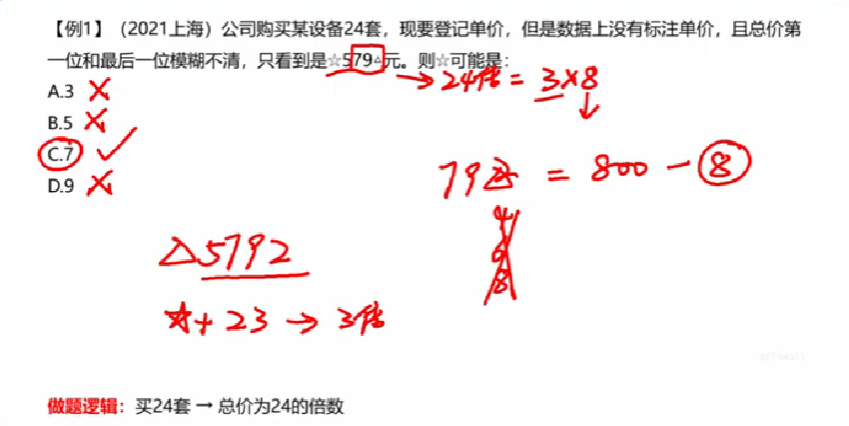 【例1】（2021上海）公司购买某设备24套，现要登记单价，但是数据上没有标注单价，且总价第
一位和最后一位模糊不清，只看到是☆579△元。则☆可能是：
→24倍 = 3×8
A.3 ×
B.5 ×
C.7 ✓
D.9 ×
792 = 800 - 8
4
6
8
△5792
☆+23→3倍
做题逻辑：买24套 → 总价为24的倍数